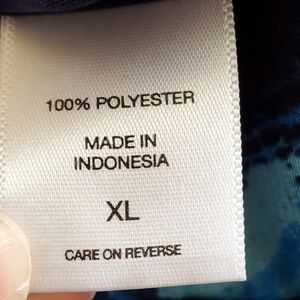 100% POLYESTER
MADE IN
INDONESIA
XL
CARE ON REVERSE